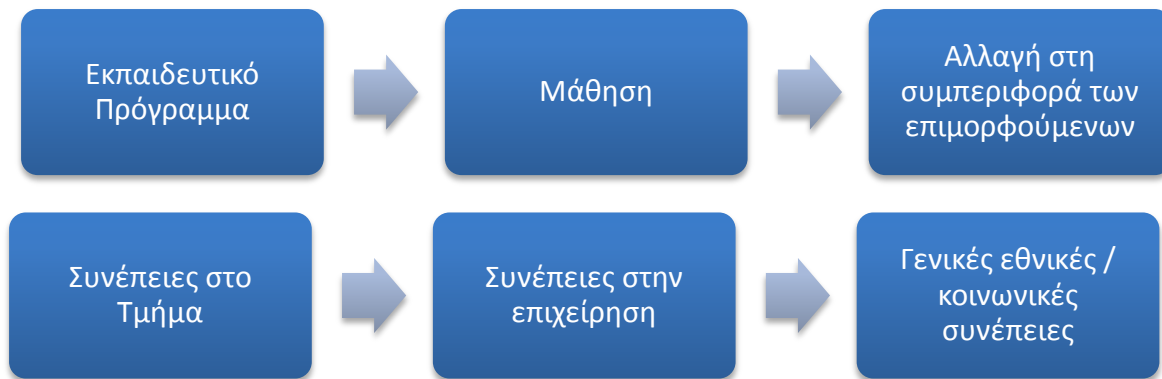 Εκπαιδευτικό
Πρόγραμμα
Μάθηση
Αλλαγή στη
συμπεριφορά των
επιμορφούμενων
Συνέπειες στο
Τμήμα
Συνέπειες στην
επιχείρηση
Γενικές εθνικές /
κοινωνικές
συνέπειες